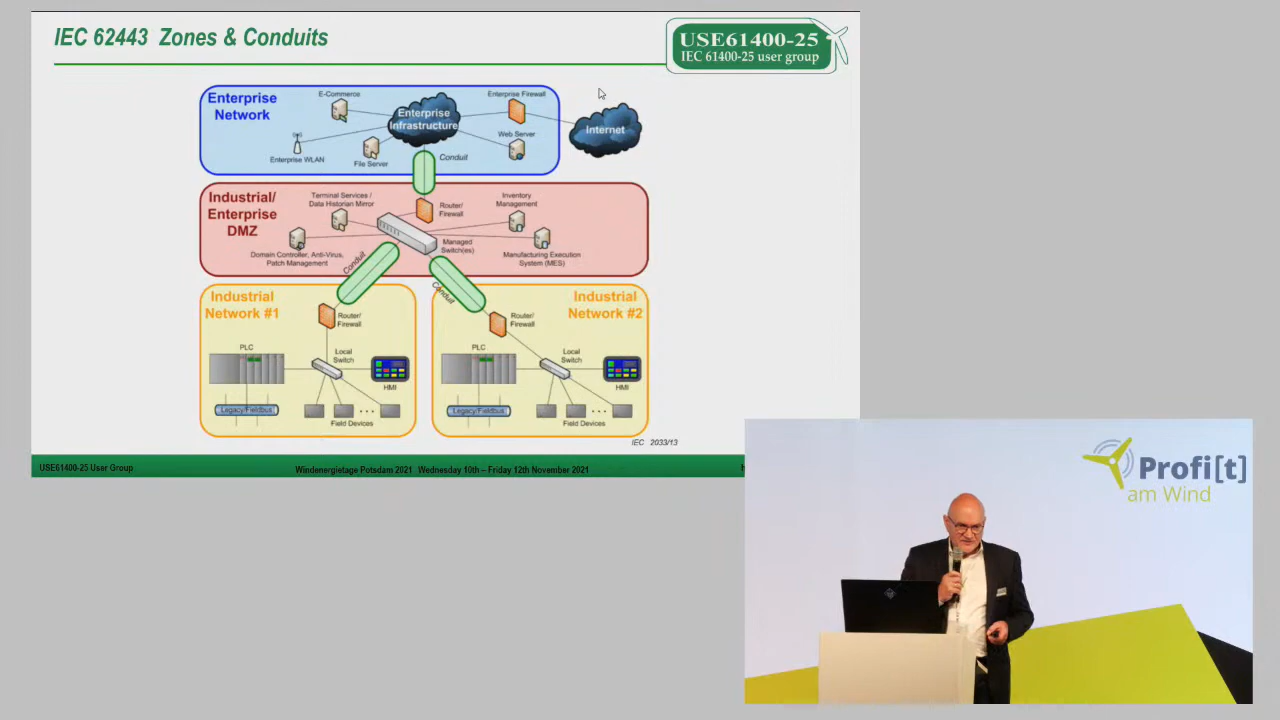 IEC 62443 Zones & Conduits
USE61400-25
IEC 61400-25 user group
Enterprise
Network
E-Commerce
Enterprise
Infrastructure
Enterprise Firewall
Internet
Web Server
Enterprise WLAN
File Server
Conduit
Industrial/
Enterprise
DMZ
Terminal Services /
Data Historian Mirror
Router/
Firewall
Inventory
Management
Managed
Switch(es)
Domain Controller, Anti-Virus,
Patch Management
Manufacturing Execution
System (MES)
Conduit
Conduit
Industrial
Network #1
Router/
Firewall
PLC
Local
Switch
HMI
Legacy/Fieldbus
Field Devices
Industrial
Network #2
Router/
Firewall
PLC
Local
Switch
HMI
Legacy/Fieldbus
Field Devices
IEC 2033/13
USE61400-25 User Group
Windenergietage Potsdam 2021 Wednesday 10th – Friday 12th November 2021
Profi[t]
am Wind